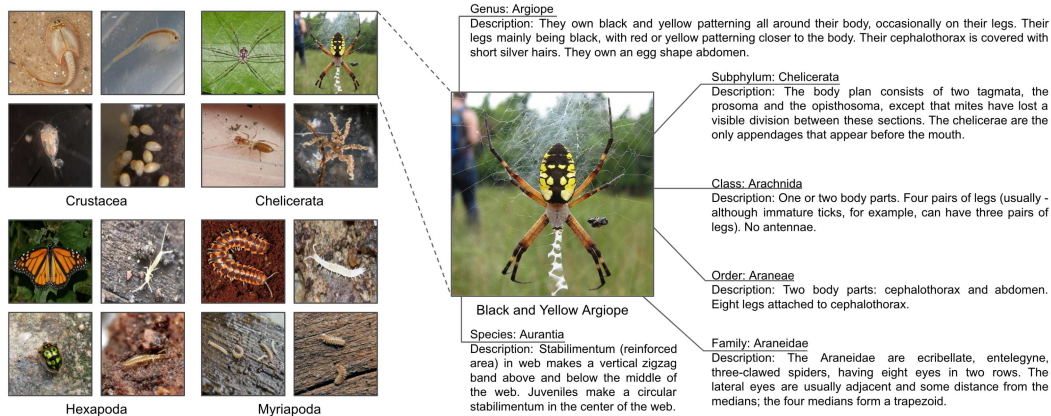 Crustacea
Chelicerata
Hexapoda
Myriapoda
Genus: Argiope
Description: They own black and yellow patterning all around their body, occasionally on their legs. Their
legs mainly being black, with red or yellow patterning closer to the body. Their cephalothorax is covered with
short silver hairs. They own an egg shape abdomen.
Black and Yellow Argiope
Species: Aurantia
Description: Stabilimentum (reinforced
area) in web makes a vertical zigzag
band above and below the middle of
the web. Juveniles make a circular
stabilimentum in the center of the web.
Subphylum: Chelicerata
Description: The body plan consists of two tagmata, the
prosoma and the opisthosoma, except that mites have lost a
visible division between these sections. The chelicerae are the
only appendages that appear before the mouth.
Class: Arachnida
Description: One or two body parts. Four pairs of legs (usually -
although immature ticks, for example, can have three pairs of
legs). No antennae.
Order: Araneae
Description: Two body parts: cephalothorax and abdomen.
Eight legs attached to cephalothorax.
Family: Araneidae
Description: The Araneidae are ecribellate, entelegyne,
three-clawed spiders, having eight eyes in two rows. The
lateral eyes are usually adjacent and some distance from the
medians; the four medians form a trapezoid.